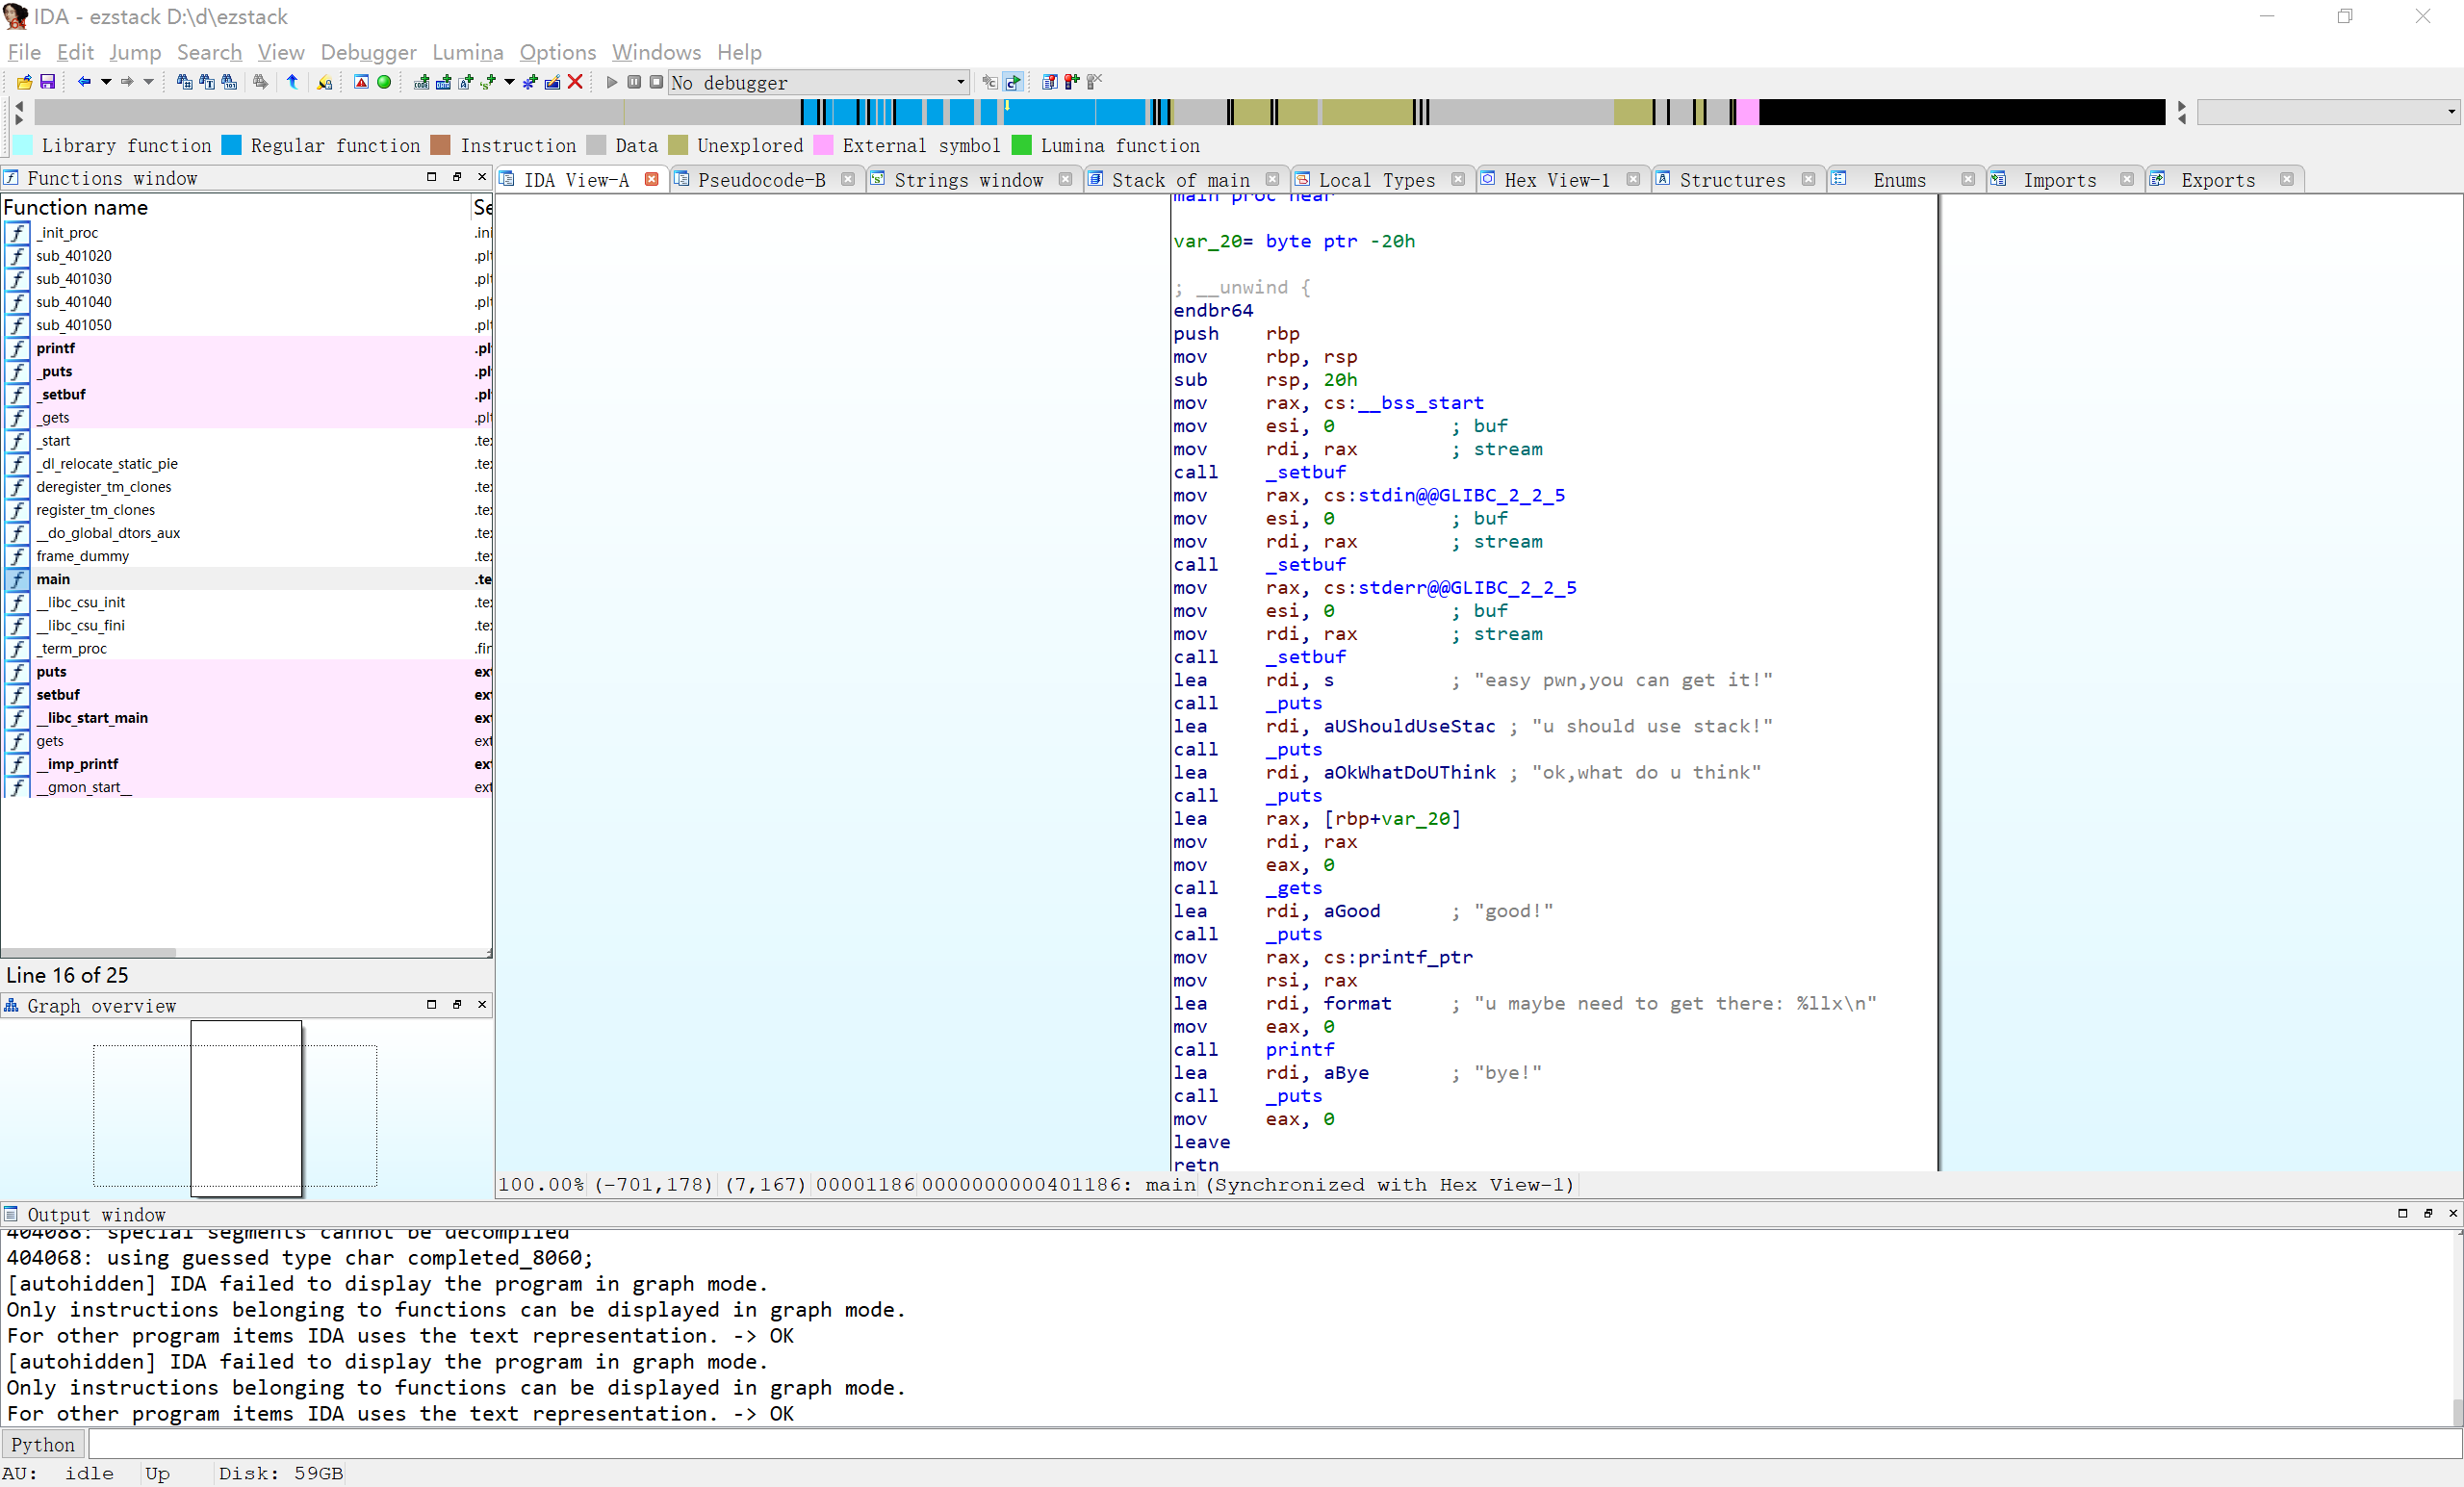 IDA - ezstack D:\d\ezstack
File Edit Jump Search View Debugger Lumina Options Windows Help
No debugger
Library function Regular function Instruction Data Unexplored External symbol Lumina function
Functions window
Function name Se
_init_proc .ini
sub_401020 .plt
sub_401030 .plt
sub_401040 .plt
sub_401050 .plt
printf .plt
_puts .plt
_setbuf .plt
_gets .plt
_start .te
_dl_relocate_static_pie .te
deregister_tm_clones .te
register_tm_clones .te
__do_global_dtors_aux .te
frame_dummy .te
main .te
__libc_csu_init .te
__libc_csu_fini .te
_term_proc .fin
puts ext
setbuf ext
__libc_start_main ext
gets ext
__imp_printf ext
__gmon_start__ ext
Line 16 of 25
Graph overview
IDA View-A Pseudocode-B Strings window Stack of main Local Types Hex View-1 Structures Enums Imports Exports
main proc near
var_20= byte ptr -20h
; __unwind {
endbr64
push rbp
mov rbp, rsp
sub rsp, 20h
mov rax, cs:__bss_start
mov esi, 0 ; buf
mov rdi, rax ; stream
call _setbuf
mov rax, cs:stdin@@GLIBC_2_2_5
mov esi, 0 ; buf
mov rdi, rax ; stream
call _setbuf
mov rax, cs:stderr@@GLIBC_2_2_5
mov esi, 0 ; buf
mov rdi, rax ; stream
call _setbuf
lea rdi, s ; "easy pwn,you can get it!"
call _puts
lea rdi, aUShouldUseStac ; "u should use stack!"
call _puts
lea rdi, aOkWhatDoUThink ; "ok,what do u think"
call _puts
lea rax, [rbp+var_20]
mov rdi, rax
mov eax, 0
call _gets
lea rdi, aGood ; "good!"
call _puts
mov rax, cs:printf_ptr
mov rsi, rax
lea rdi, format ; "u maybe need to get there: %llx\n"
mov eax, 0
call printf
lea rdi, aBye ; "bye!"
call _puts
mov eax, 0
leave
retn
100.00% (-701,178) (7,167) 00001186 0000000000401186: main (Synchronized with Hex View-1)
Output window
404088: special segments cannot be decompiled
404068: using guessed type char completed_8060;
[autohidden] IDA failed to display the program in graph mode.
Only instructions belonging to functions can be displayed in graph mode.
For other program items IDA uses the text representation. -> OK
[autohidden] IDA failed to display the program in graph mode.
Only instructions belonging to functions can be displayed in graph mode.
For other program items IDA uses the text representation. -> OK
Python
AU: idle Up Disk: 59GB